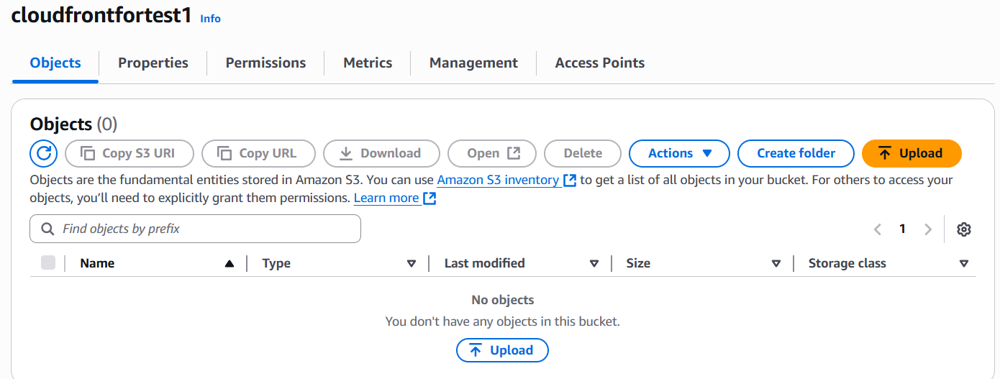 cloudfrontfortest1 Info
Objects Properties Permissions Metrics Management Access Points
Objects (0)
Copy S3 URI Copy URL Download Open Delete Actions Create folder Upload
Objects are the fundamental entities stored in Amazon S3. You can use Amazon S3 inventory to get a list of all objects in your bucket. For others to access your
objects, you’ll need to explicitly grant them permissions. Learn more
Find objects by prefix 1
Name Type Last modified Size Storage class
No objects
You don't have any objects in this bucket.
Upload